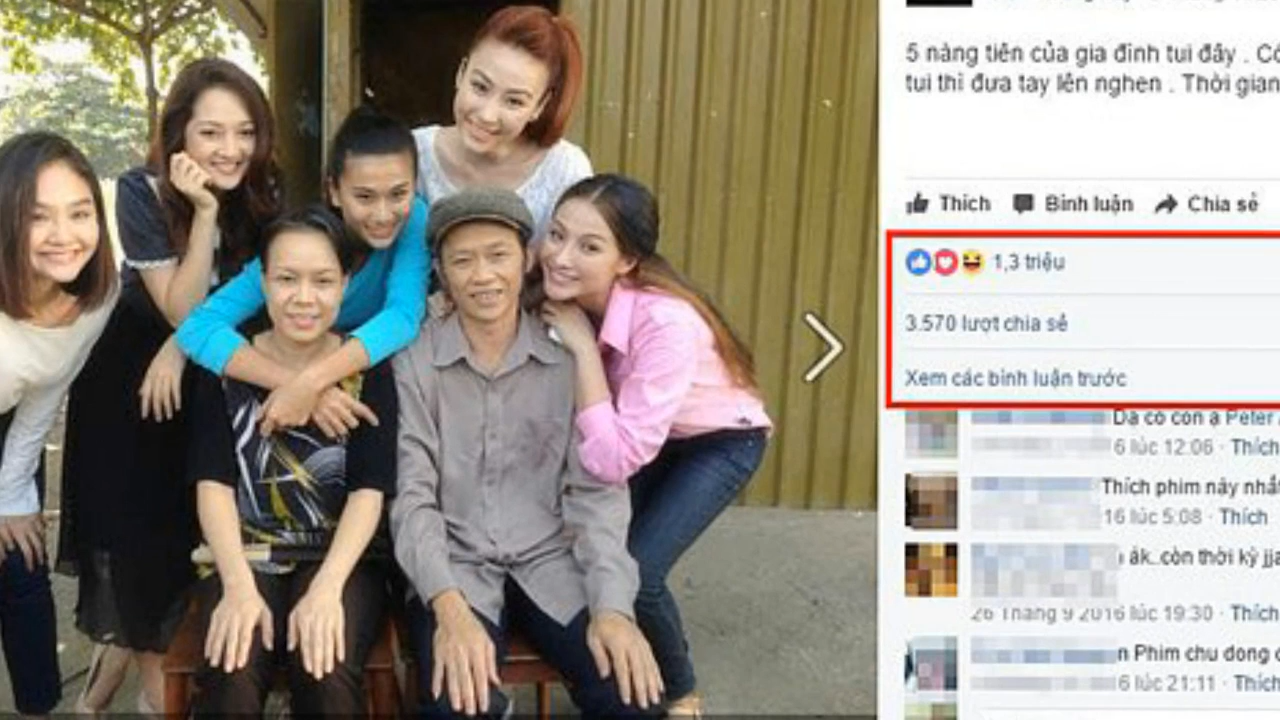 5 nàng tiên của gia đình tui đây .
tui thì đưa tay lên nghen . Thời gian
Thích Bình luận Chia sẻ
1,3 triệu
3.570 lượt chia sẻ
Xem các bình luận trước
Dạ có con ạ Peter
6 lúc 12:06 · Thích
Thích phim này nhất
16 lúc 5:08 · Thích
ák..còn thời kỳ
26 Tháng 9 2016 lúc 19:30 · Thích
n Phim chu dong
6 lúc 21:11 · Thích